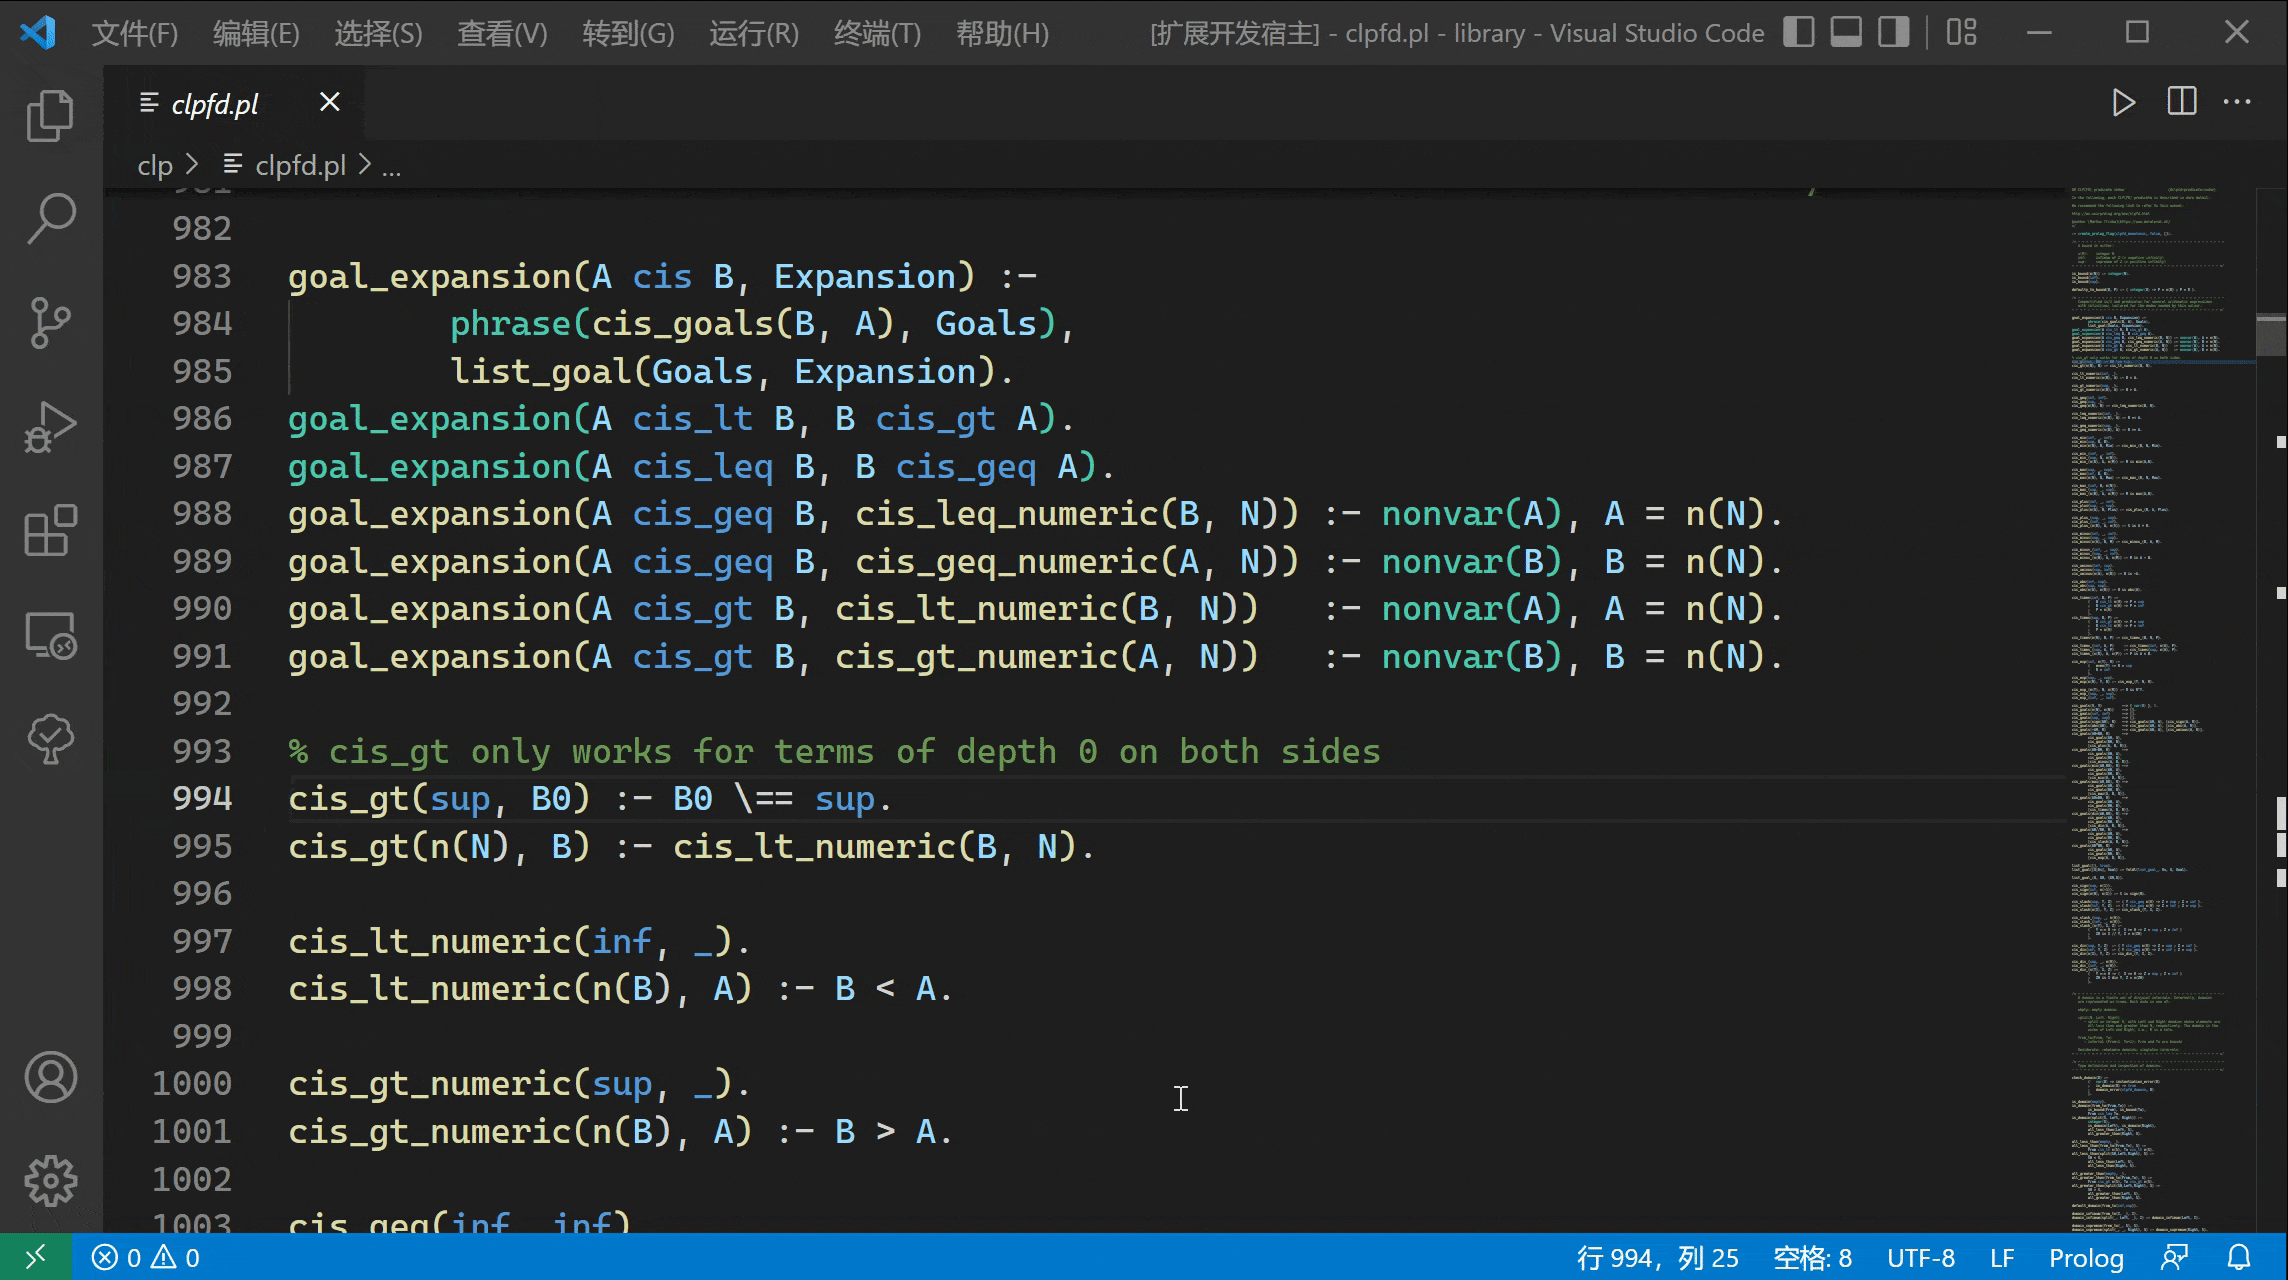 文件(F) 编辑(E) 选择(S) 查看(V) 转到(G) 运行(R) 终端(T) 帮助(H) [扩展开发宿主] - clpfd.pl - library - Visual Studio Code
clpfd.pl
clp > clpfd.pl > ...
981
982
983 goal_expansion(A cis B, Expansion) :-
984         phrase(cis_goals(B, A), Goals),
985         list_goal(Goals, Expansion).
986 goal_expansion(A cis_lt B, B cis_gt A).
987 goal_expansion(A cis_leq B, B cis_geq A).
988 goal_expansion(A cis_geq B, cis_leq_numeric(B, N)) :- nonvar(A), A = n(N).
989 goal_expansion(A cis_geq B, cis_geq_numeric(A, N)) :- nonvar(B), B = n(N).
990 goal_expansion(A cis_gt B, cis_lt_numeric(B, N))   :- nonvar(A), A = n(N).
991 goal_expansion(A cis_gt B, cis_gt_numeric(A, N))   :- nonvar(B), B = n(N).
992
993 % cis_gt only works for terms of depth 0 on both sides
994 cis_gt(sup, B0) :- B0 \== sup.
995 cis_gt(n(N), B) :- cis_lt_numeric(B, N).
996
997 cis_lt_numeric(inf, _).
998 cis_lt_numeric(n(B), A) :- B < A.
999
1000 cis_gt_numeric(sup, _).
1001 cis_gt_numeric(n(B), A) :- B > A.
1002
1003 cis_geq(inf, inf)
0 0 行 994，列 25 空格: 8 UTF-8 LF Prolog